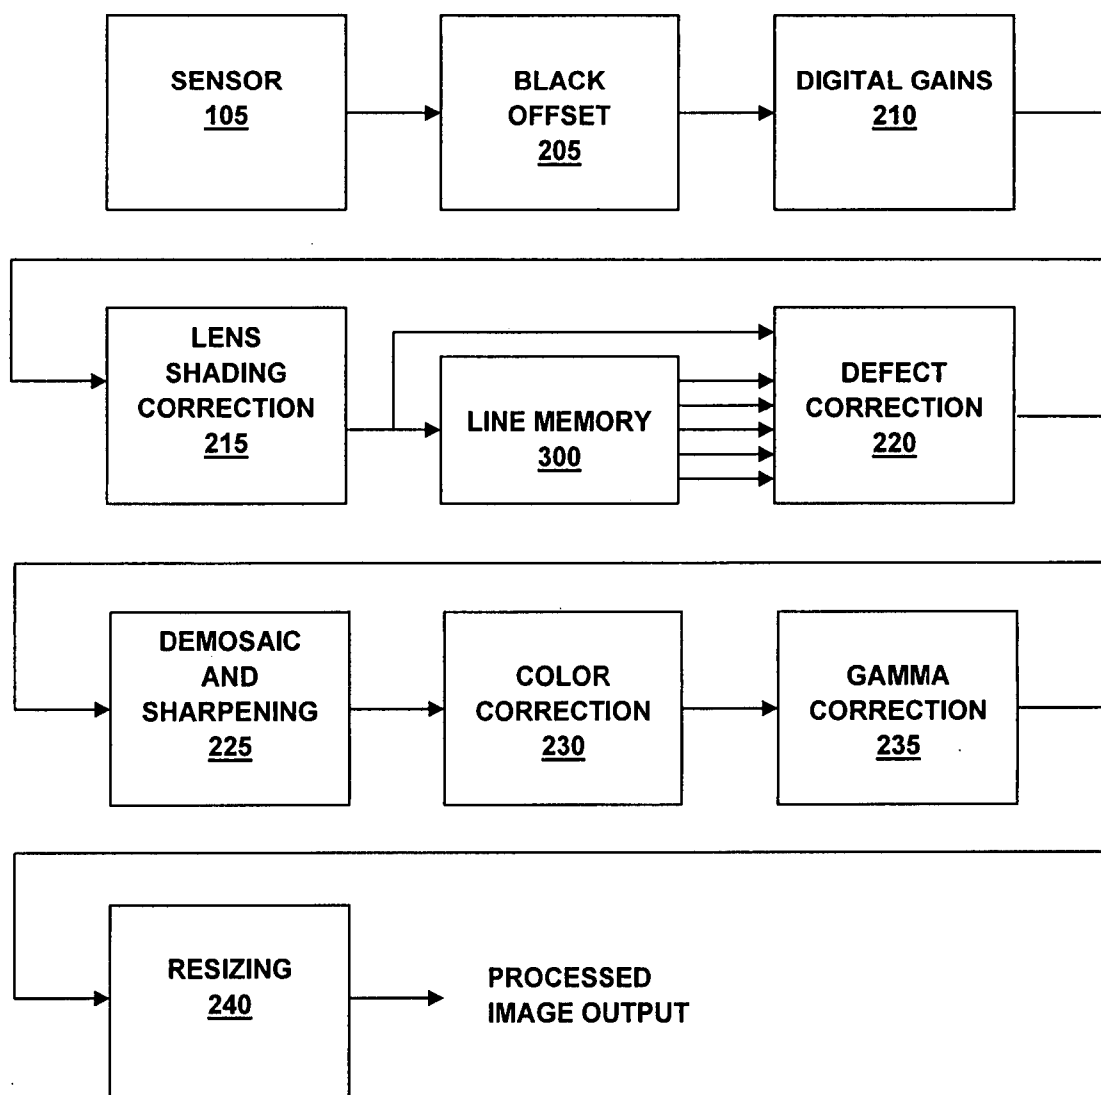 SENSOR
105
BLACK
OFFSET
205
DIGITAL GAINS
210
LENS
SHADING
CORRECTION
215
LINE MEMORY
300
DEFECT
CORRECTION
220
DEMOSAIC
AND
SHARPENING
225
COLOR
CORRECTION
230
GAMMA
CORRECTION
235
RESIZING
240
PROCESSED
IMAGE OUTPUT